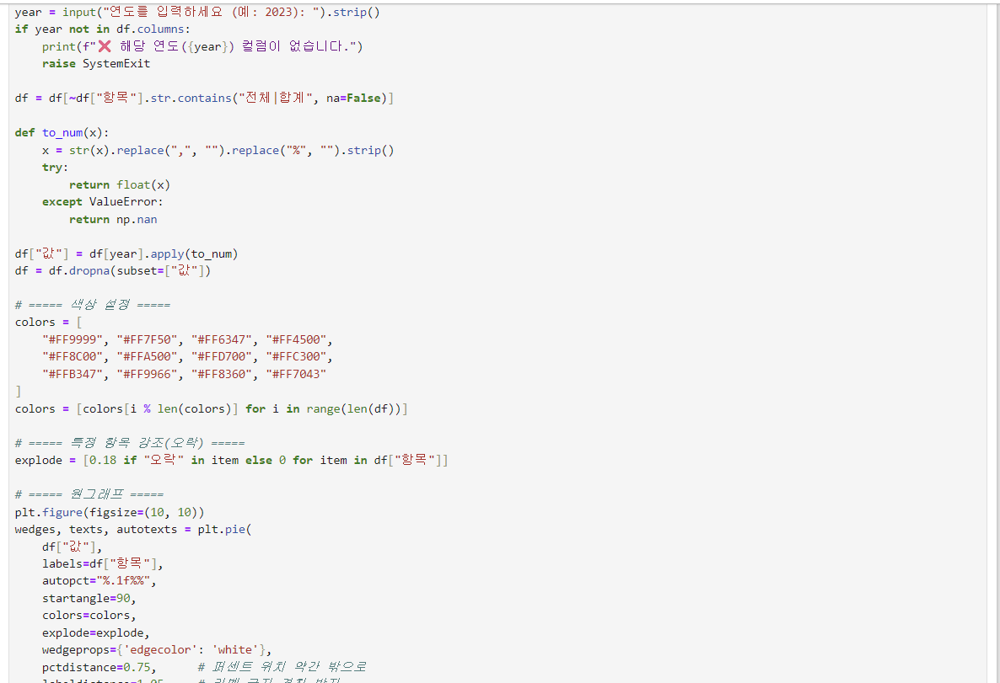 year = input("연도를 입력하세요 (예: 2023): ").strip()
if year not in df.columns:
    print(f"❌ 해당 연도({year}) 컬럼이 없습니다.")
    raise SystemExit

df = df[~df["항목"].str.contains("전체|합계", na=False)]

def to_num(x):
    x = str(x).replace(",", "").replace("%", "").strip()
    try:
        return float(x)
    except ValueError:
        return np.nan

df["값"] = df[year].apply(to_num)
df = df.dropna(subset=["값"])

# ===== 색상 설정 =====
colors = [
    "#FF9999", "#FF7F50", "#FF6347", "#FF4500",
    "#FF8C00", "#FFA500", "#FFD700", "#FFC300",
    "#FFB347", "#FF9966", "#FF8360", "#FF7043"
]
colors = [colors[i % len(colors)] for i in range(len(df))]

# ===== 특정 항목 강조(오락) =====
explode = [0.18 if "오락" in item else 0 for item in df["항목"]]

# ===== 원그래프 =====
plt.figure(figsize=(10, 10))
wedges, texts, autotexts = plt.pie(
    df["값"],
    labels=df["항목"],
    autopct="%.1f%%",
    startangle=90,
    colors=colors,
    explode=explode,
    wedgeprops={'edgecolor': 'white'},
    pctdistance=0.75,      # 퍼센트 위치 약간 밖으로